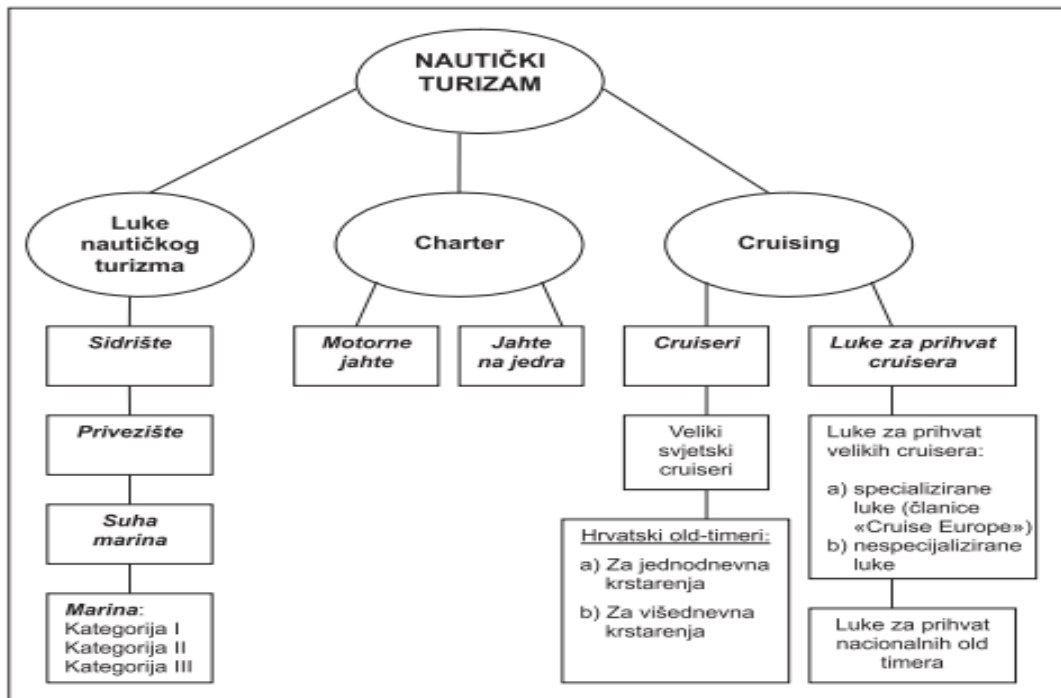 NAUTIČKI
TURIZAM
Luke
nautičkog
turizma
Charter
Cruising
Sidrište
Motorne
jahte
Jahte
na jedra
Cruiseri
Luke za prihvat
cruisera
Privezište
Veliki
svjetski
cruiseri
Luke za prihvat
velikih cruisera:
a) specializirane
luke (članice
«Cruise Europe»)
b) nespecijalizirane
luke
Suha
marina
Hrvatski old-timeri:
a) Za jednodnevna
krstarenja
b) Za višednevna
krstarenja
Marina:
Kategorija I
Kategorija II
Kategorija III
Luke za prihvat
nacionalnih old
timera